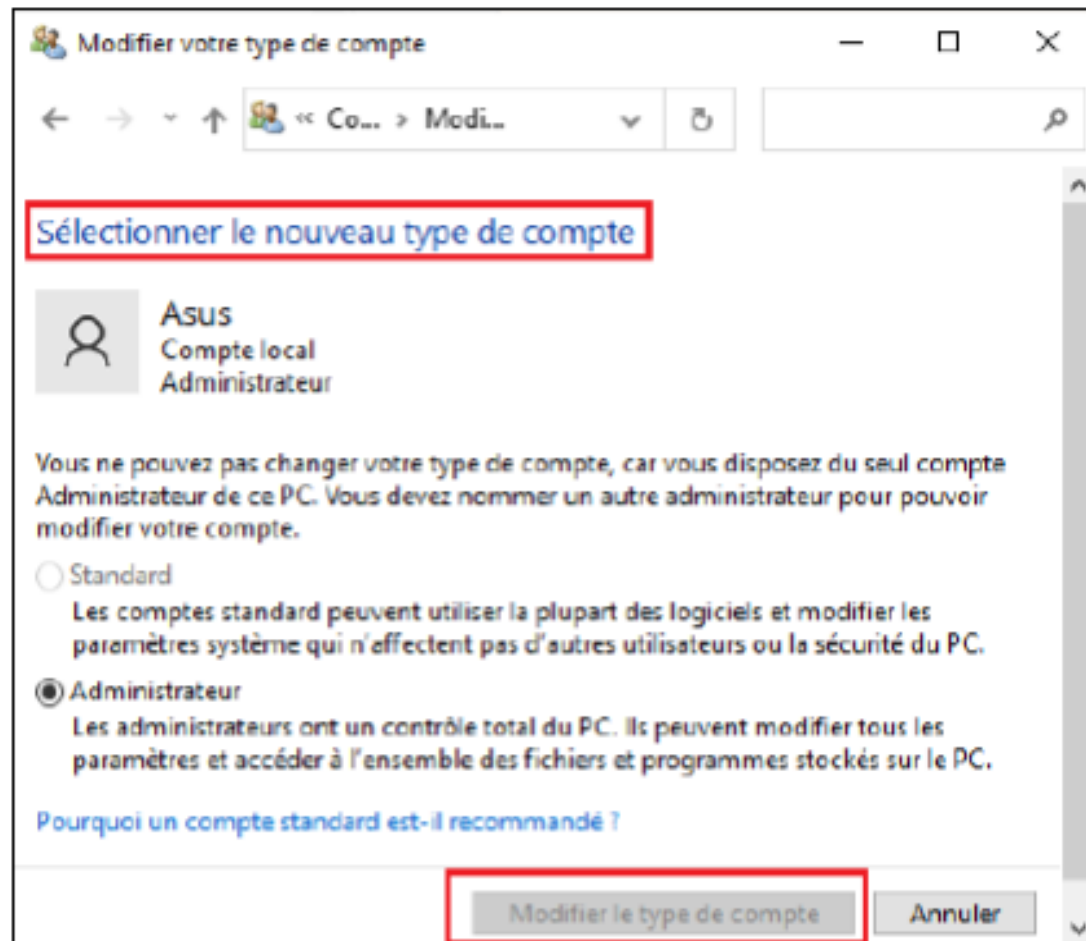 Modifier votre type de compte
« Co... > Modi...
Sélectionner le nouveau type de compte
Asus
Compte local
Administrateur
Vous ne pouvez pas changer votre type de compte, car vous disposez du seul compte
Administrateur de ce PC. Vous devez nommer un autre administrateur pour pouvoir
modifier votre compte.
Standard
Les comptes standard peuvent utiliser la plupart des logiciels et modifier les
paramètres système qui n'affectent pas d'autres utilisateurs ou la sécurité du PC.
Administrateur
Les administrateurs ont un contrôle total du PC. Ils peuvent modifier tous les
paramètres et accéder à l'ensemble des fichiers et programmes stockés sur le PC.
Pourquoi un compte standard est-il recommandé ?
Modifier le type de compte
Annuler